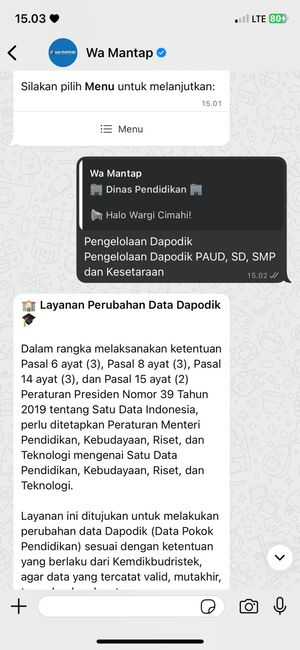 15.03
LTE 80
WA MANTAP
Wa Mantap
Silakan pilih Menu untuk melanjutkan:
15.01
Menu
Wa Mantap
Dinas Pendidikan
Halo Wargi Cimahi!
Pengelolaan Dapodik
Pengelolaan Dapodik PAUD, SD, SMP
dan Kesetaraan
15.02
Layanan Perubahan Data Dapodik
Dalam rangka melaksanakan ketentuan
Pasal 6 ayat (3), Pasal 8 ayat (3), Pasal
14 ayat (3), dan Pasal 15 ayat (2)
Peraturan Presiden Nomor 39 Tahun
2019 tentang Satu Data Indonesia,
perlu ditetapkan Peraturan Menteri
Pendidikan, Kebudayaan, Riset, dan
Teknologi mengenai Satu Data
Pendidikan, Kebudayaan, Riset, dan
Teknologi.
Layanan ini ditujukan untuk melakukan
perubahan data Dapodik (Data Pokok
Pendidikan) sesuai dengan ketentuan
yang berlaku dari Kemdikbudristek,
agar data yang tercatat valid, mutakhir,